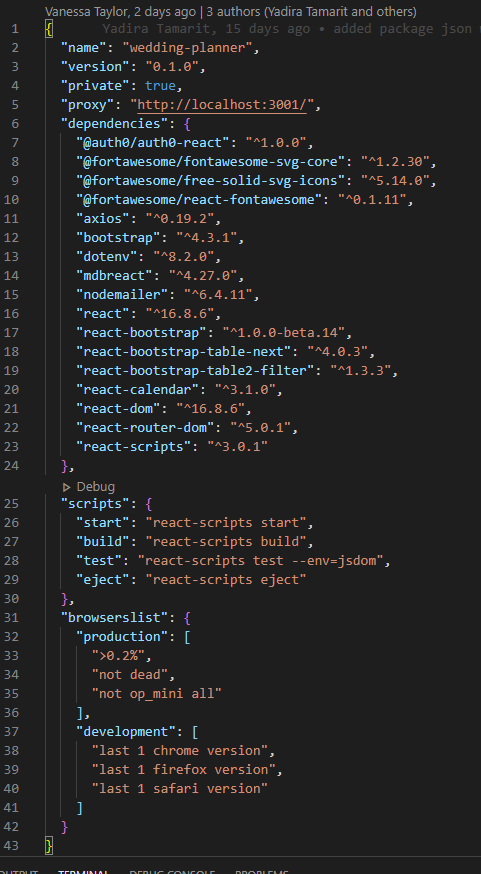 Vanessa Taylor, 2 days ago | 3 authors (Yadira Tamarit and others)
1 { Yadira Tamarit, 15 days ago • added package json
2 "name": "wedding-planner",
3 "version": "0.1.0",
4 "private": true,
5 "proxy": "http://localhost:3001/",
6 "dependencies": {
7 "@auth0/auth0-react": "^1.0.0",
8 "@fortawesome/fontawesome-svg-core": "^1.2.30",
9 "@fortawesome/free-solid-svg-icons": "^5.14.0",
10 "@fortawesome/react-fontawesome": "^0.1.11",
11 "axios": "^0.19.2",
12 "bootstrap": "^4.3.1",
13 "dotenv": "^8.2.0",
14 "mdbreact": "^4.27.0",
15 "nodemailer": "^6.4.11",
16 "react": "^16.8.6",
17 "react-bootstrap": "^1.0.0-beta.14",
18 "react-bootstrap-table-next": "^4.0.3",
19 "react-bootstrap-table2-filter": "^1.3.3",
20 "react-calendar": "^3.1.0",
21 "react-dom": "^16.8.6",
22 "react-router-dom": "^5.0.1",
23 "react-scripts": "^3.0.1"
24 },
Debug
25 "scripts": {
26 "start": "react-scripts start",
27 "build": "react-scripts build",
28 "test": "react-scripts test --env=jsdom",
29 "eject": "react-scripts eject"
30 },
31 "browserslist": {
32 "production": [
33 ">0.2%",
34 "not dead",
35 "not op_mini all"
36 ],
37 "development": [
38 "last 1 chrome version",
39 "last 1 firefox version",
40 "last 1 safari version"
41 ]
42 }
43 }
OUTPUT TERMINAL DEBUG CONSOLE PROBLEMS